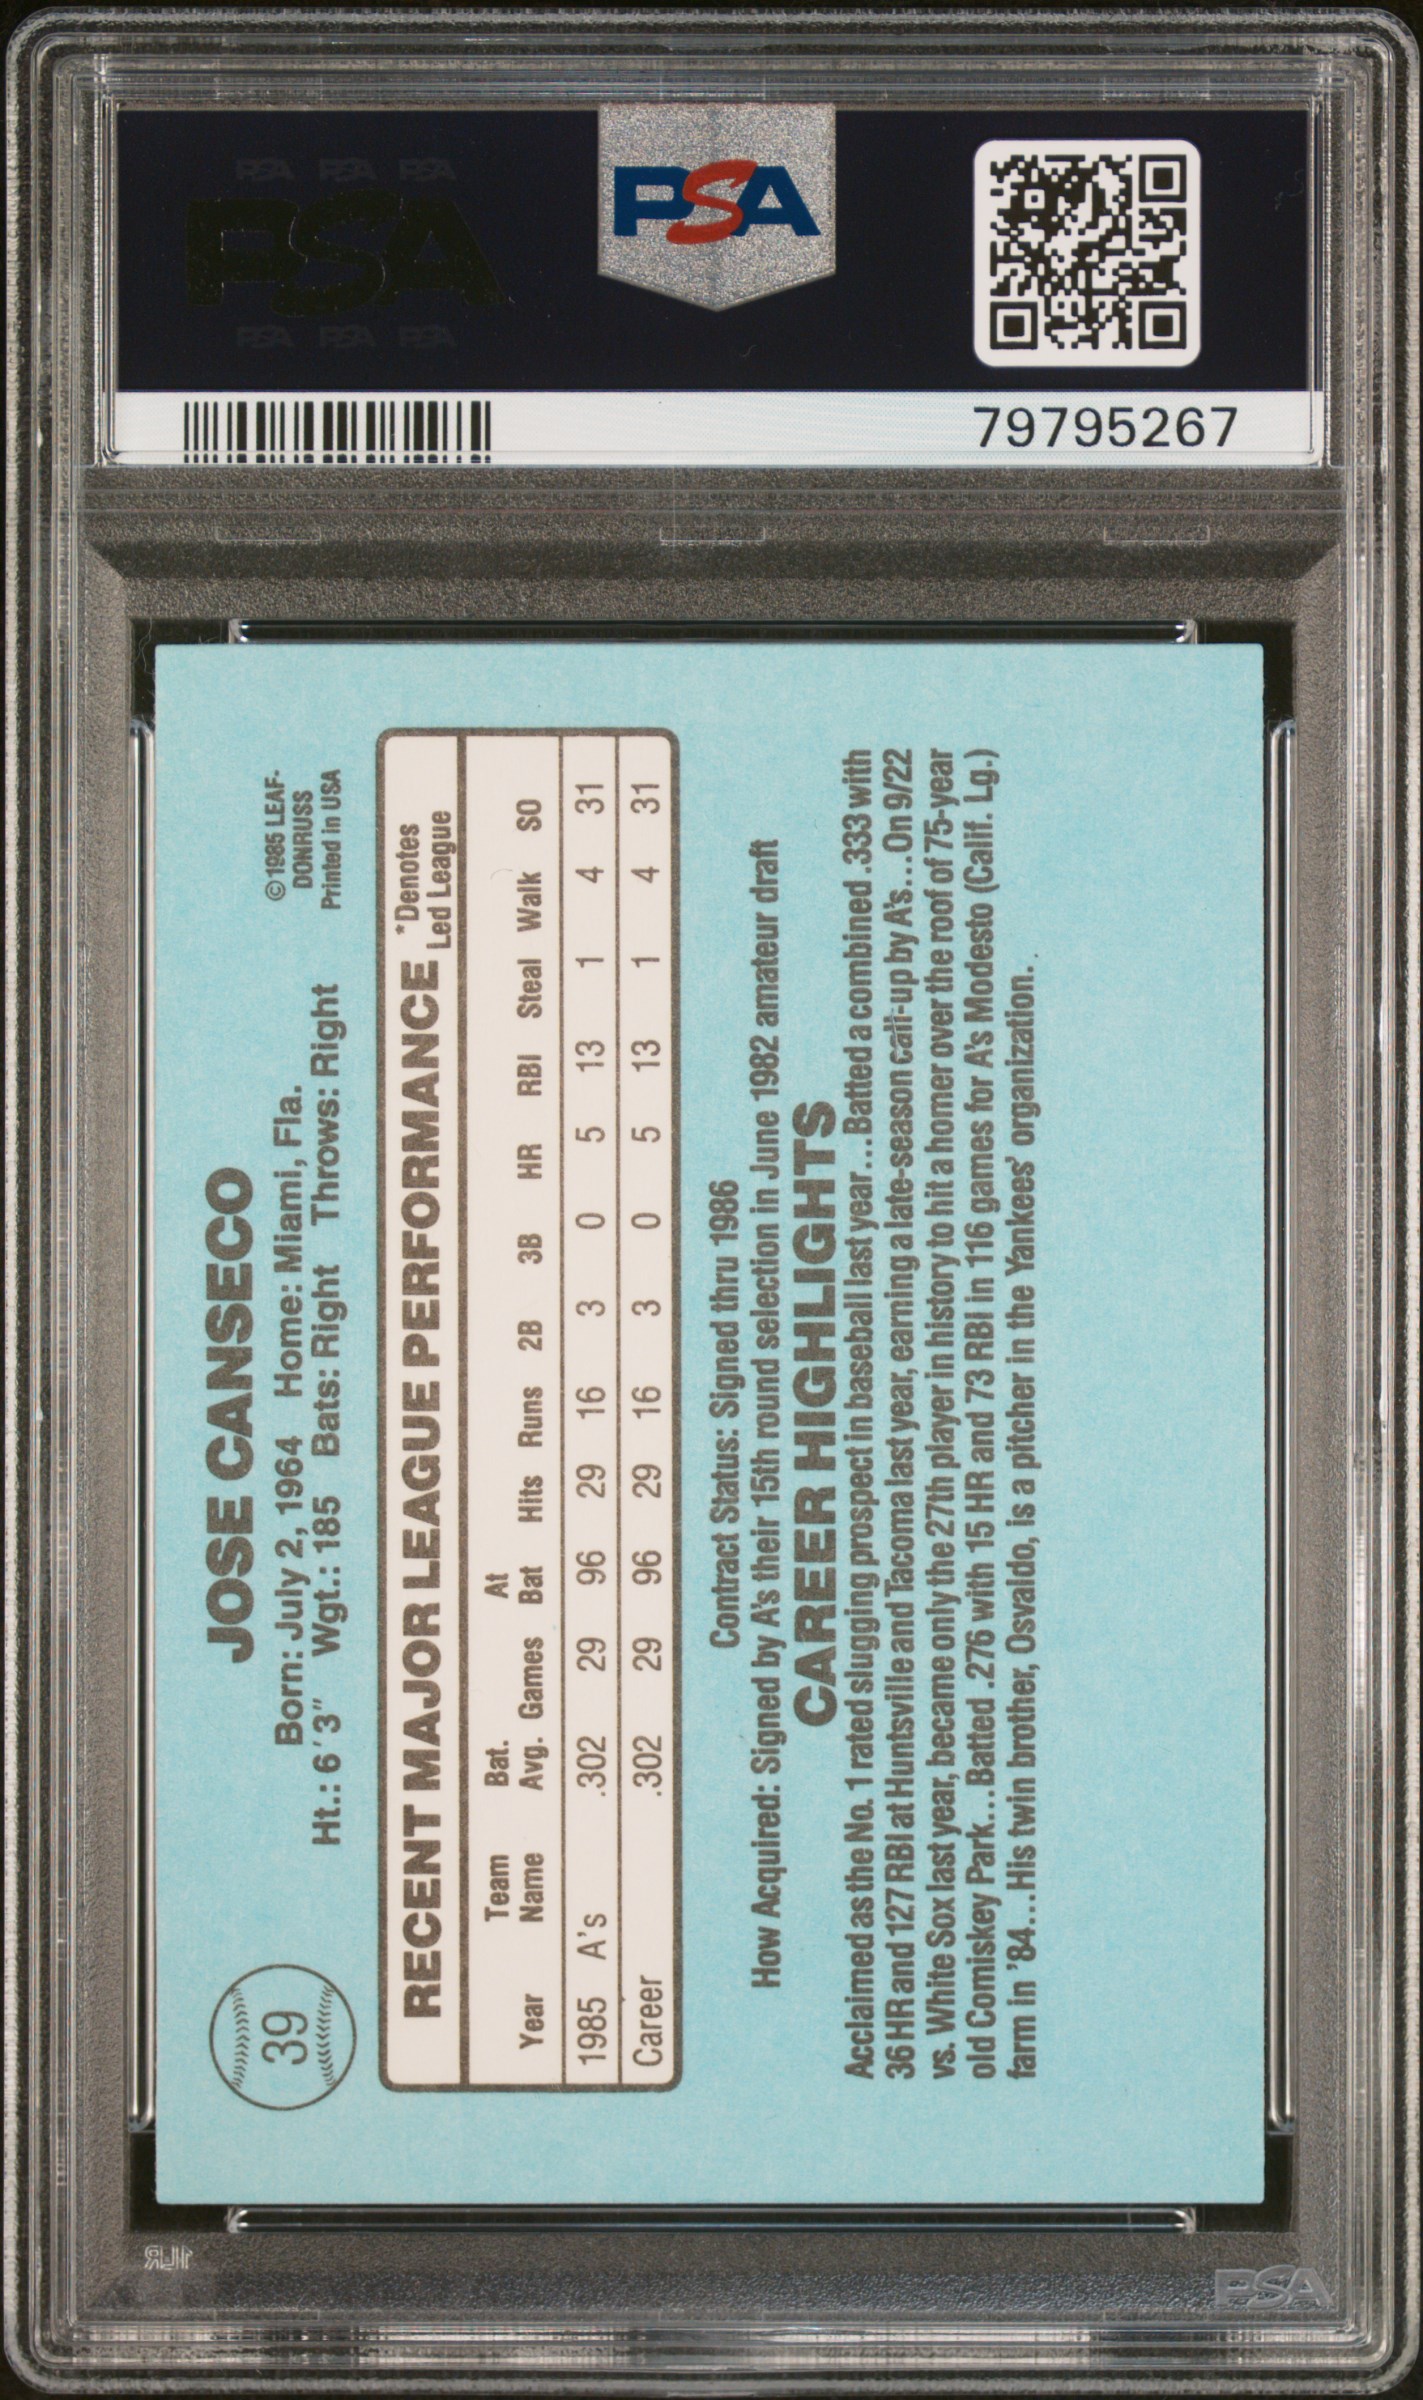 PSA PSA PSA
PSA
PSA PSA PSA
PSA
79795267
39
JOSE CANSECO
Born: July 2, 1964 Home: Miami, Fla.
Ht.: 6'3" Wgt.: 185 Bats: Right Throws: Right
©1985 LEAF-
DONRUSS
Printed in USA
RECENT MAJOR LEAGUE PERFORMANCE
*Denotes
Led League
Year Team Name Bat. Avg. Games At Bat Hits Runs 2B 3B HR RBI Steal Walk SO
1985 A's .302 29 96 29 16 3 0 5 13 1 4 31
Career .302 29 96 29 16 3 0 5 13 1 4 31
Contract Status: Signed thru 1986
How Acquired: Signed by A's their 15th round selection in June 1982 amateur draft
CAREER HIGHLIGHTS
Acclaimed as the No. 1 rated slugging prospect in baseball last year...Batted a combined .333 with
36 HR and 127 RBI at Huntsville and Tacoma last year, earning a late-season call-up by A's...On 9/22
vs. White Sox last year, became only the 27th player in history to hit a homer over the roof of 75-year
old Comiskey Park...Batted .276 with 15 HR and 73 RBI in 116 games for A's Modesto (Calif. Lg.)
farm in '84...His twin brother, Osvaldo, is a pitcher in the Yankees' organization.
PSA